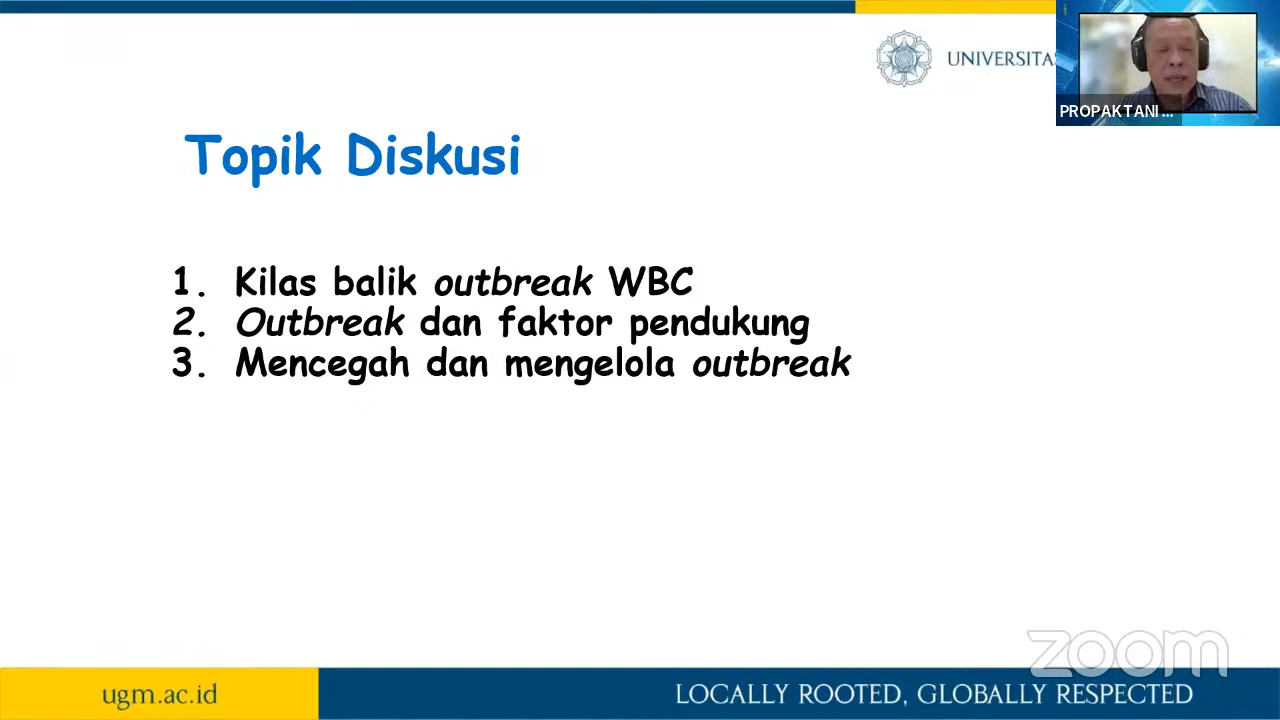 UNIVERSITAS
PROPAKTANI ...
Topik Diskusi
1. Kilas balik outbreak WBC
2. Outbreak dan faktor pendukung
3. Mencegah dan mengelola outbreak
zoom
ugm.ac.id
LOCALLY ROOTED, GLOBALLY RESPECTED